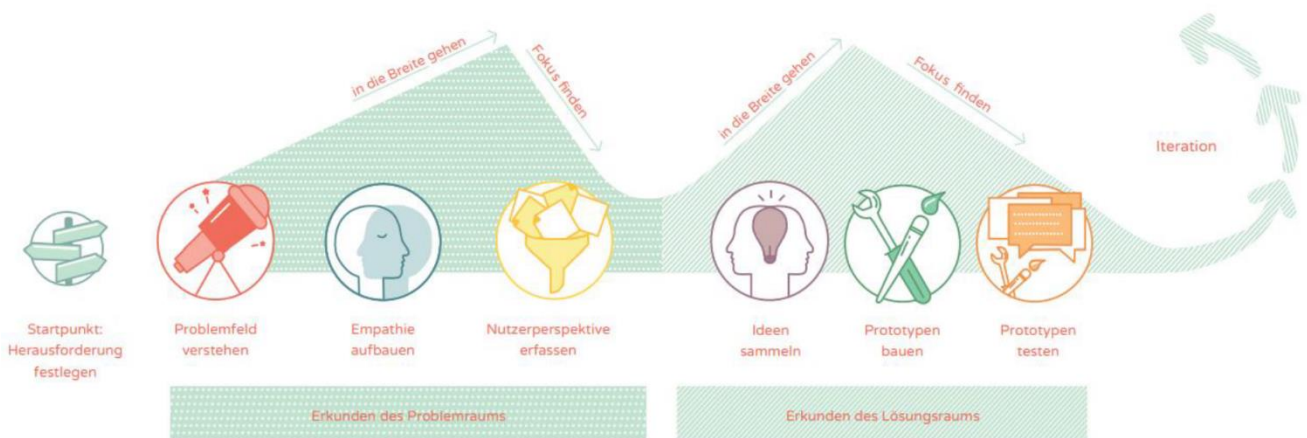 in die Breite gehen
Fokus finden
in die Breite gehen
Fokus finden
Iteration
Startpunkt:
Herausforderung
festlegen
Problemfeld
verstehen
Empathie
aufbauen
Nutzerperspektive
erfassen
Ideen
sammeln
Prototypen
bauen
Prototypen
testen
Erkunden des Problemraums
Erkunden des Lösungsraums